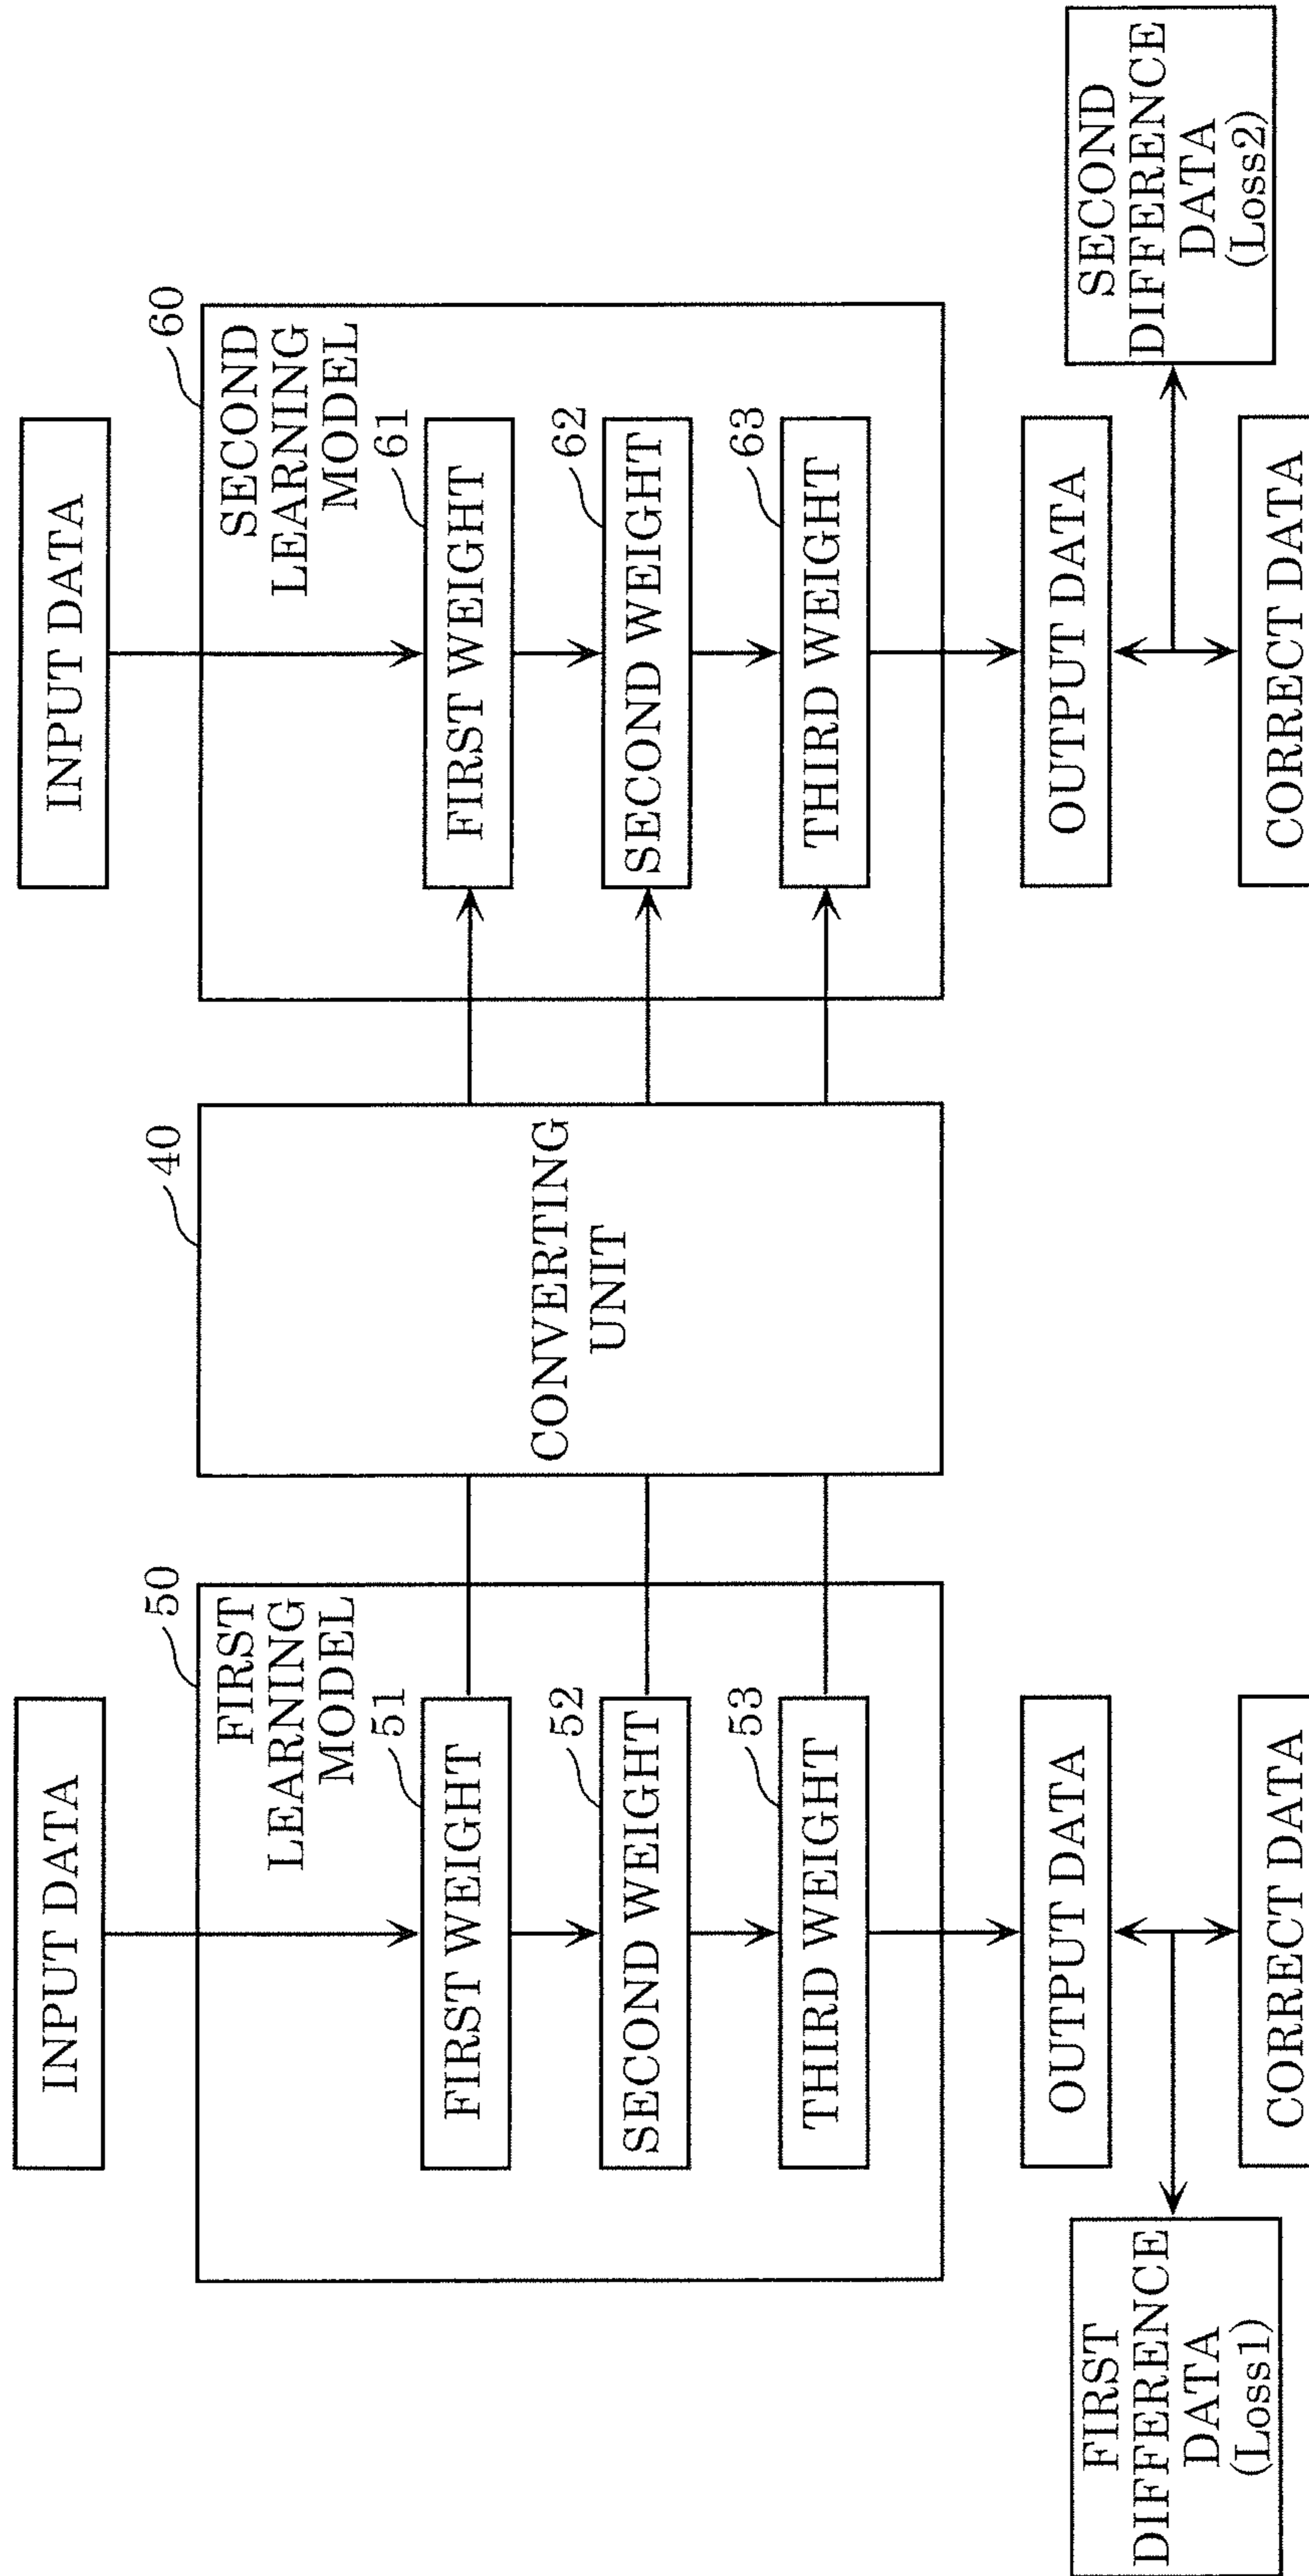 INPUT DATA
50
FIRST
LEARNING
MODEL
51
FIRST WEIGHT
52
SECOND WEIGHT
53
THIRD WEIGHT
OUTPUT DATA
CORRECT DATA
FIRST
DIFFERENCE
DATA
(Loss1)
40
CONVERTING
UNIT
INPUT DATA
60
SECOND
LEARNING
MODEL
61
FIRST WEIGHT
62
SECOND WEIGHT
63
THIRD WEIGHT
OUTPUT DATA
CORRECT DATA
SECOND
DIFFERENCE
DATA
(Loss2)